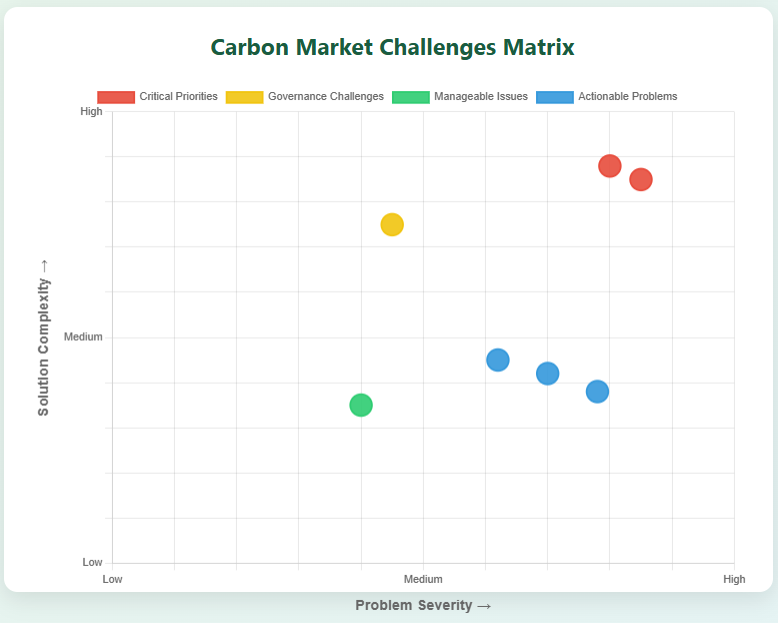 Carbon Market Challenges Matrix
Critical Priorities Governance Challenges Manageable Issues Actionable Problems
High
Solution Complexity →
Medium
Low
Low Medium High
Problem Severity →